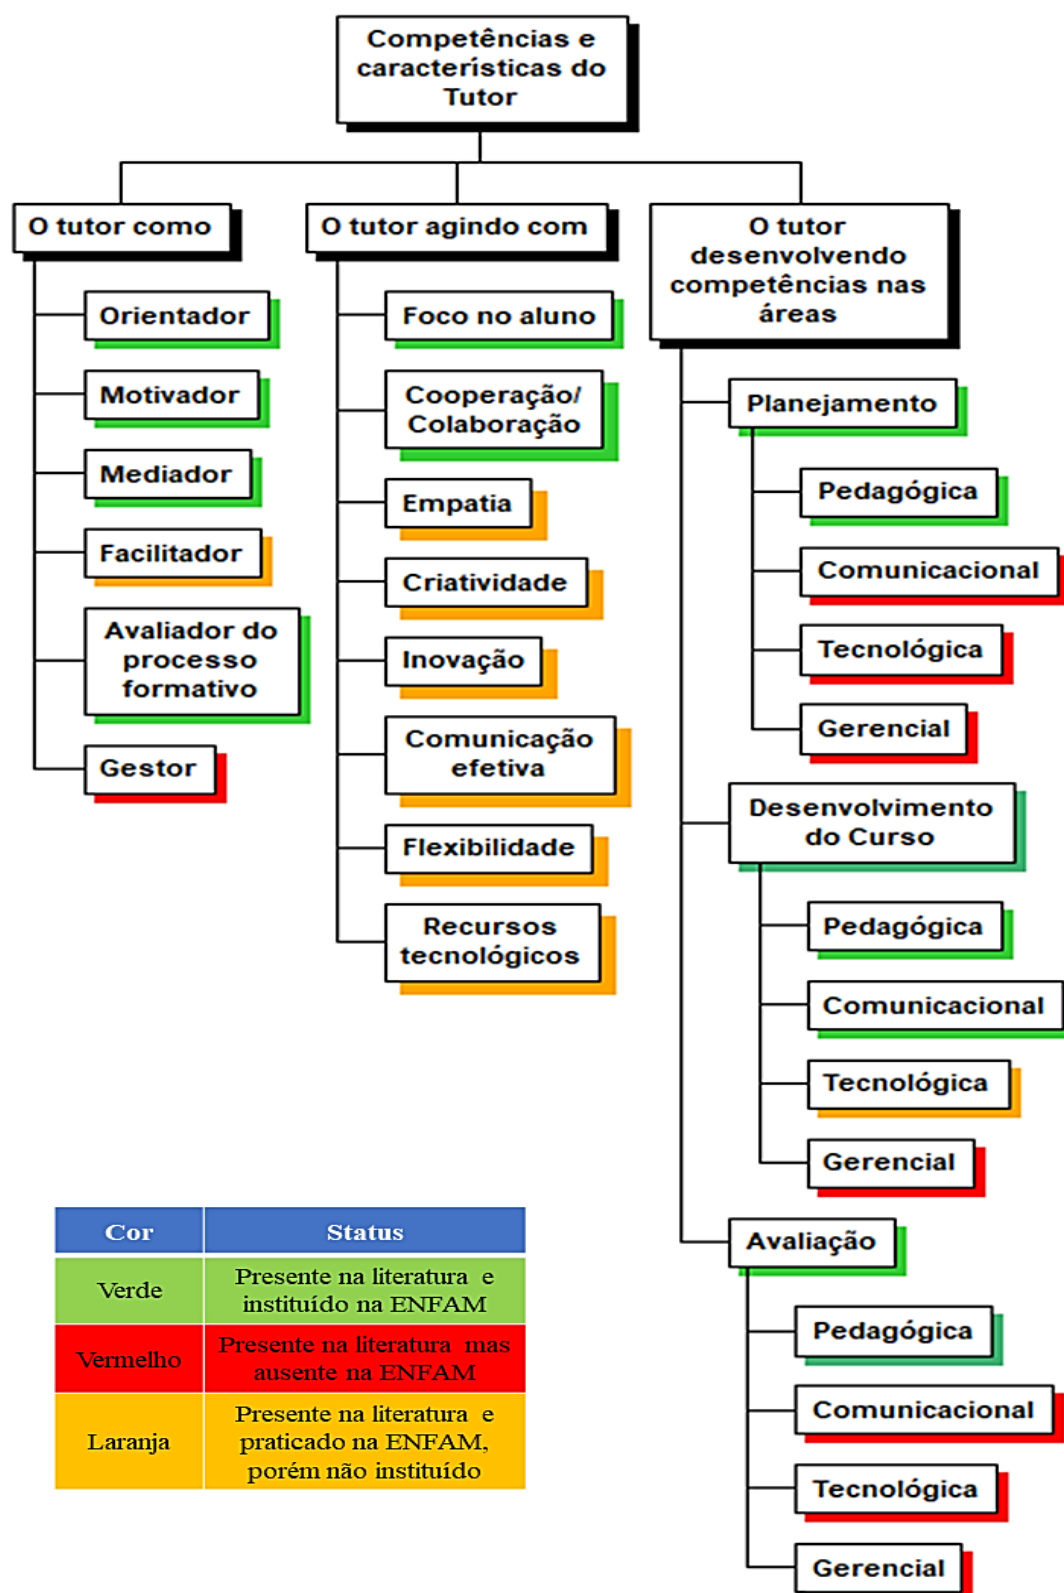 Competências e
características do
Tutor
O tutor como
Orientador
Motivador
Mediador
Facilitador
Avaliador do
processo
formativo
Gestor
O tutor agindo com
Foco no aluno
Cooperação/
Colaboração
Empatia
Criatividade
Inovação
Comunicação
efetiva
Flexibilidade
Recursos
tecnológicos
O tutor
desenvolvendo
competências nas
áreas
Planejamento
Pedagógica
Comunicacional
Tecnológica
Gerencial
Desenvolvimento
do Curso
Pedagógica
Comunicacional
Tecnológica
Gerencial
Avaliação
Pedagógica
Comunicacional
Tecnológica
Gerencial
Cor Status
Verde
Presente na literatura e
instituído na ENFAM
Vermelho
Presente na literatura mas
ausente na ENFAM
Laranja
Presente na literatura e
praticado na ENFAM,
porém não instituído